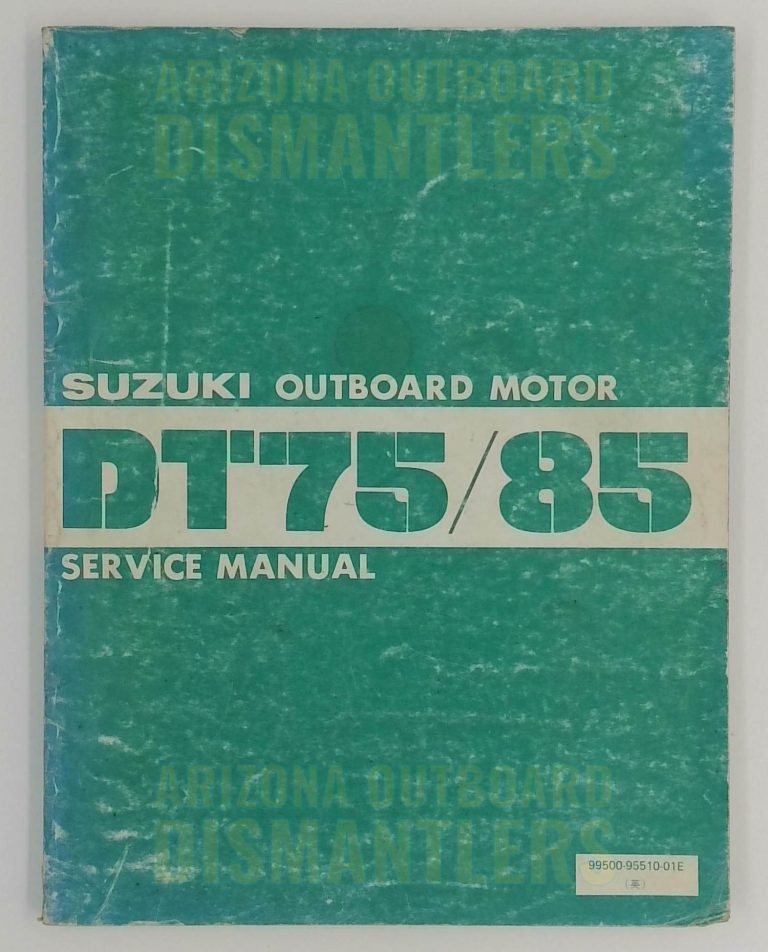 ARIZONA OUTBOARD
DISMANTLERS
SUZUKI OUTBOARD MOTOR
DT75/85
SERVICE MANUAL
ARIZONA OUTBOARD
DISMANTLERS
99500-95510-01E
(英)